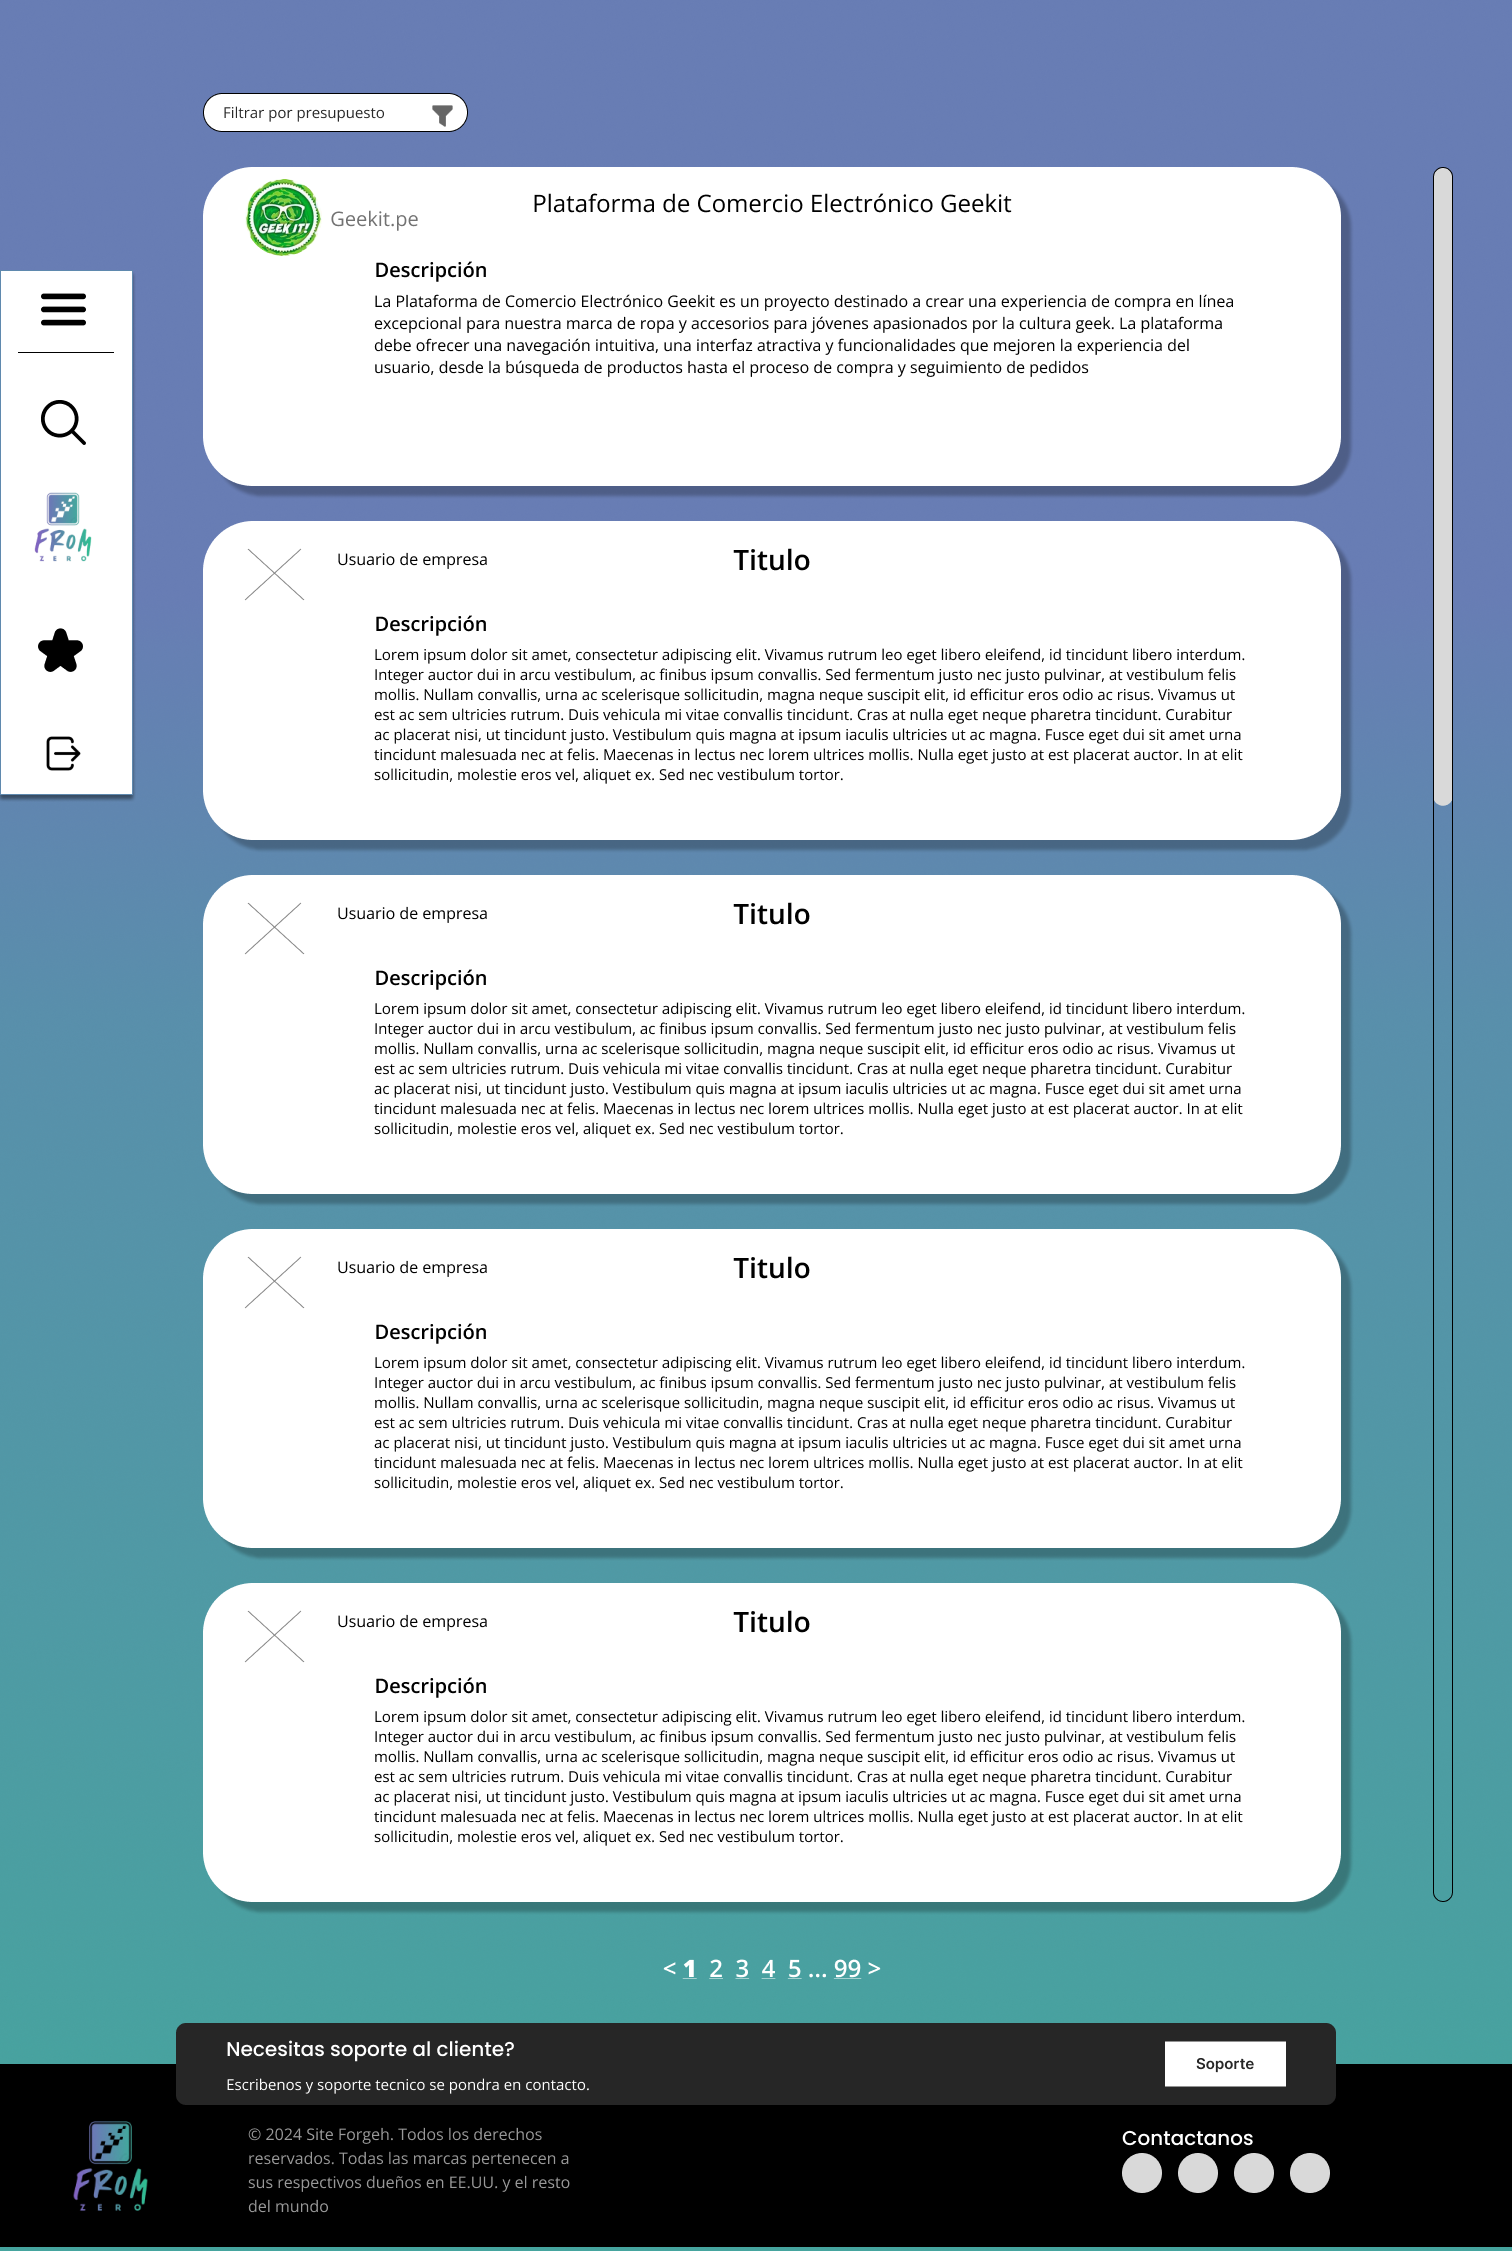 Filtrar por presupuesto
GEEK IT!
Geekit.pe
Plataforma de Comercio Electrónico Geekit
Descripción
La Plataforma de Comercio Electrónico Geekit es un proyecto destinado a crear una experiencia de compra en línea
excepcional para nuestra marca de ropa y accesorios para jóvenes apasionados por la cultura geek. La plataforma
debe ofrecer una navegación intuitiva, una interfaz atractiva y funcionalidades que mejoren la experiencia del
usuario, desde la búsqueda de productos hasta el proceso de compra y seguimiento de pedidos
FROM
ZERO
Usuario de empresa
Titulo
Descripción
Lorem ipsum dolor sit amet, consectetur adipiscing elit. Vivamus rutrum leo eget libero eleifend, id tincidunt libero interdum.
Integer auctor dui in arcu vestibulum, ac finibus ipsum convallis. Sed fermentum justo nec justo pulvinar, at vestibulum felis
mollis. Nullam convallis, urna ac scelerisque sollicitudin, magna neque suscipit elit, id efficitur eros odio ac risus. Vivamus ut
est ac sem ultricies rutrum. Duis vehicula mi vitae convallis tincidunt. Cras at nulla eget neque pharetra tincidunt. Curabitur
ac placerat nisi, ut tincidunt justo. Vestibulum quis magna at ipsum iaculis ultricies ut ac magna. Fusce eget dui sit amet urna
tincidunt malesuada nec at felis. Maecenas in lectus nec lorem ultrices mollis. Nulla eget justo at est placerat auctor. In at elit
sollicitudin, molestie eros vel, aliquet ex. Sed nec vestibulum tortor.
Usuario de empresa
Titulo
Descripción
Lorem ipsum dolor sit amet, consectetur adipiscing elit. Vivamus rutrum leo eget libero eleifend, id tincidunt libero interdum.
Integer auctor dui in arcu vestibulum, ac finibus ipsum convallis. Sed fermentum justo nec justo pulvinar, at vestibulum felis
mollis. Nullam convallis, urna ac scelerisque sollicitudin, magna neque suscipit elit, id efficitur eros odio ac risus. Vivamus ut
est ac sem ultricies rutrum. Duis vehicula mi vitae convallis tincidunt. Cras at nulla eget neque pharetra tincidunt. Curabitur
ac placerat nisi, ut tincidunt justo. Vestibulum quis magna at ipsum iaculis ultricies ut ac magna. Fusce eget dui sit amet urna
tincidunt malesuada nec at felis. Maecenas in lectus nec lorem ultrices mollis. Nulla eget justo at est placerat auctor. In at elit
sollicitudin, molestie eros vel, aliquet ex. Sed nec vestibulum tortor.
Usuario de empresa
Titulo
Descripción
Lorem ipsum dolor sit amet, consectetur adipiscing elit. Vivamus rutrum leo eget libero eleifend, id tincidunt libero interdum.
Integer auctor dui in arcu vestibulum, ac finibus ipsum convallis. Sed fermentum justo nec justo pulvinar, at vestibulum felis
mollis. Nullam convallis, urna ac scelerisque sollicitudin, magna neque suscipit elit, id efficitur eros odio ac risus. Vivamus ut
est ac sem ultricies rutrum. Duis vehicula mi vitae convallis tincidunt. Cras at nulla eget neque pharetra tincidunt. Curabitur
ac placerat nisi, ut tincidunt justo. Vestibulum quis magna at ipsum iaculis ultricies ut ac magna. Fusce eget dui sit amet urna
tincidunt malesuada nec at felis. Maecenas in lectus nec lorem ultrices mollis. Nulla eget justo at est placerat auctor. In at elit
sollicitudin, molestie eros vel, aliquet ex. Sed nec vestibulum tortor.
Usuario de empresa
Titulo
Descripción
Lorem ipsum dolor sit amet, consectetur adipiscing elit. Vivamus rutrum leo eget libero eleifend, id tincidunt libero interdum.
Integer auctor dui in arcu vestibulum, ac finibus ipsum convallis. Sed fermentum justo nec justo pulvinar, at vestibulum felis
mollis. Nullam convallis, urna ac scelerisque sollicitudin, magna neque suscipit elit, id efficitur eros odio ac risus. Vivamus ut
est ac sem ultricies rutrum. Duis vehicula mi vitae convallis tincidunt. Cras at nulla eget neque pharetra tincidunt. Curabitur
ac placerat nisi, ut tincidunt justo. Vestibulum quis magna at ipsum iaculis ultricies ut ac magna. Fusce eget dui sit amet urna
tincidunt malesuada nec at felis. Maecenas in lectus nec lorem ultrices mollis. Nulla eget justo at est placerat auctor. In at elit
sollicitudin, molestie eros vel, aliquet ex. Sed nec vestibulum tortor.
< 1 2 3 4 5 ... 99 >
Necesitas soporte al cliente?
Escribenos y soporte tecnico se pondra en contacto.
Soporte
FROM
ZERO
© 2024 Site Forgeh. Todos los derechos
reservados. Todas las marcas pertenecen a
sus respectivos dueños en EE.UU. y el resto
del mundo
Contactanos